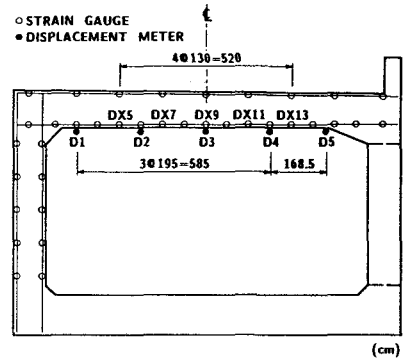 ○ STRAIN GAUGE
● DISPLACEMENT METER
℄
4@130=520
DX5 DX7 DX9 DX11 DX13
D1 D2 D3 D4 D5
3@195=585 168.5
(cm)